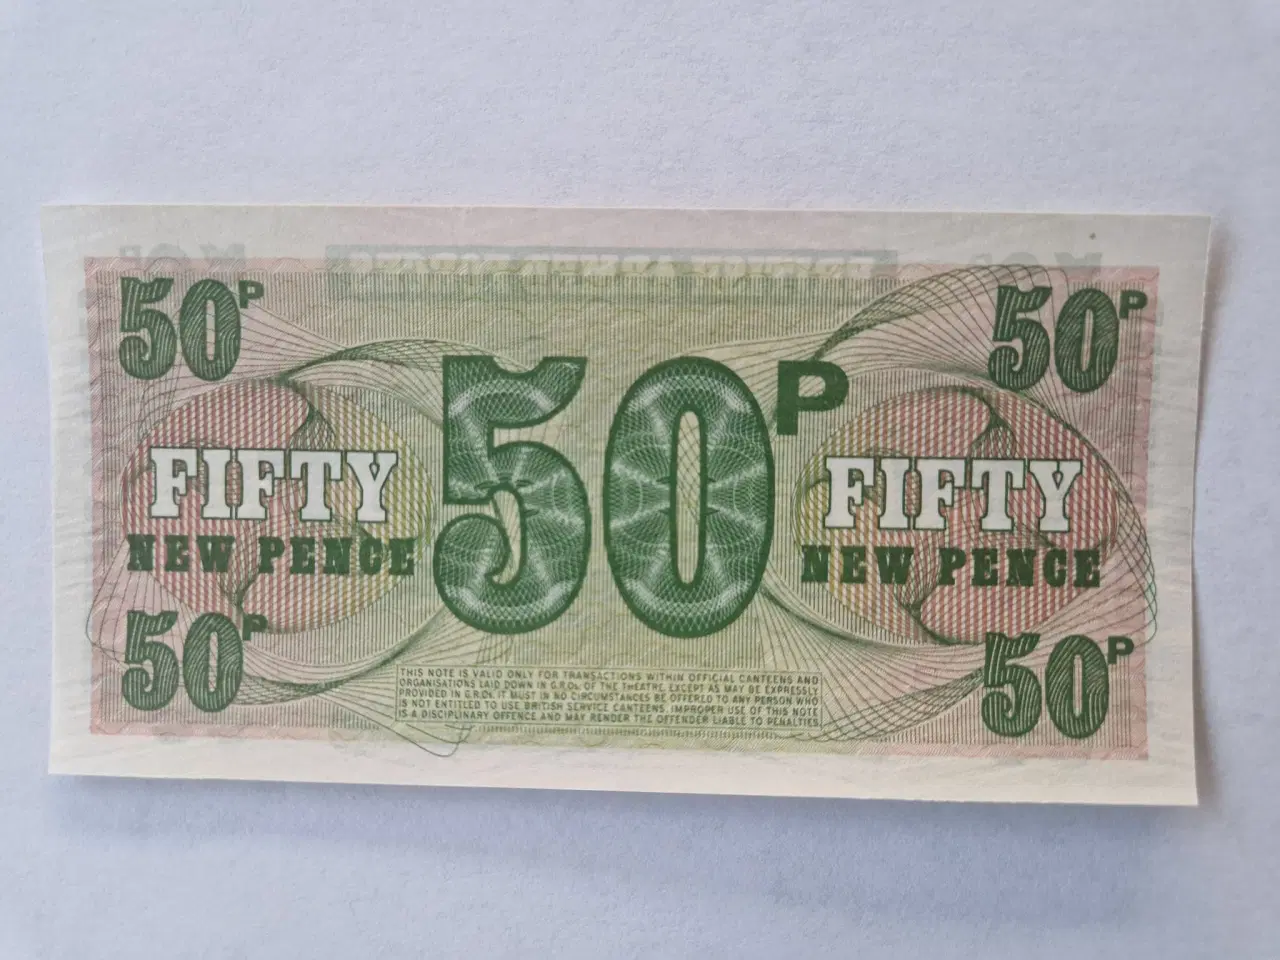 50P
50P
50P
FIFTY
NEW PENCE
FIFTY
NEW PENCE
50P
50P
THIS NOTE IS VALID ONLY FOR TRANSACTIONS WITHIN OFFICIAL CANTEENS AND
ORGANISATIONS LAID DOWN IN G.R.Os. OF THE THEATRE. EXCEPT AS MAY BE EXPRESSLY
PROVIDED IN G.R.Os. IT MUST IN NO CIRCUMSTANCES BE OFFERED TO ANY PERSON WHO
IS NOT ENTITLED TO USE BRITISH SERVICE CANTEENS. IMPROPER USE OF THIS NOTE
IS A DISCIPLINARY OFFENCE AND MAY RENDER THE OFFENDER LIABLE TO PENALTIES